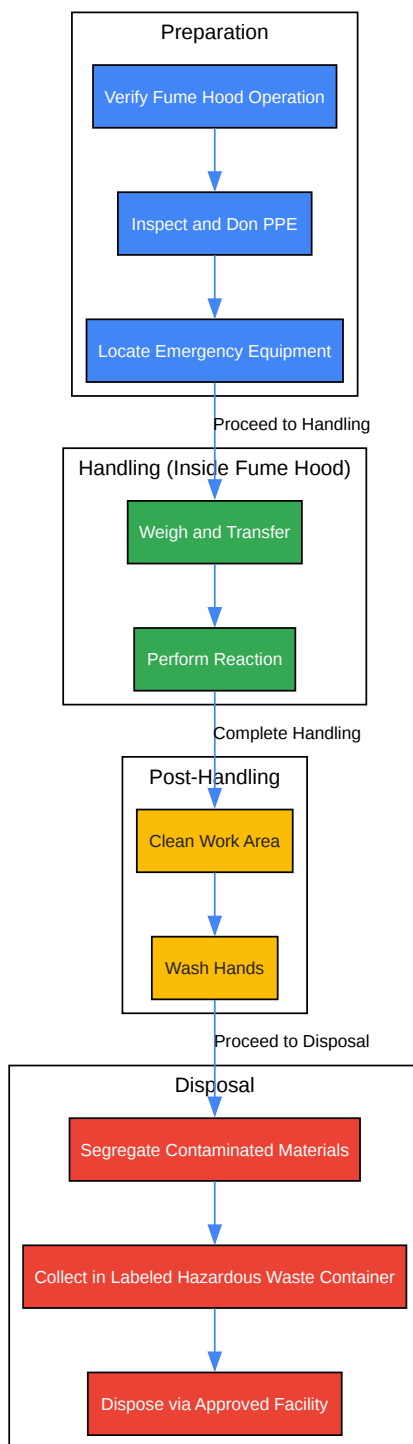 Preparation
Verify Fume Hood Operation
Inspect and Don PPE
Locate Emergency Equipment
Proceed to Handling
Handling (Inside Fume Hood)
Weigh and Transfer
Perform Reaction
Complete Handling
Post-Handling
Clean Work Area
Wash Hands
Proceed to Disposal
Disposal
Segregate Contaminated Materials
Collect in Labeled Hazardous Waste Container
Dispose via Approved Facility